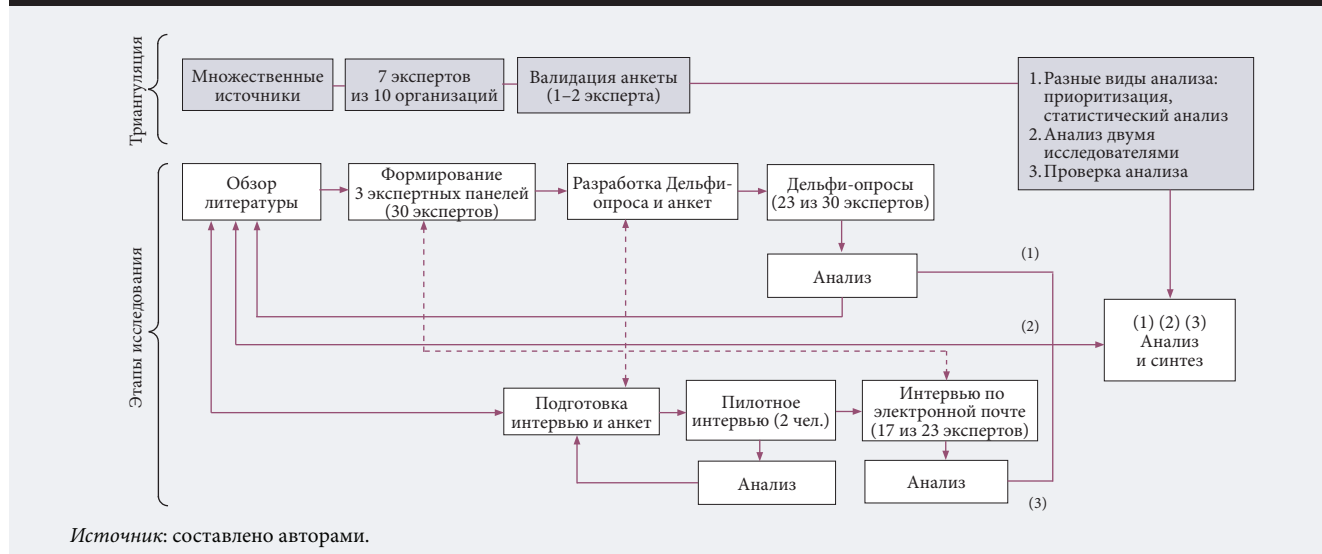 Триангуляция
Множественные
источники
7 экспертов
из 10 организаций
Валидация анкеты
(1–2 эксперта)
1. Разные виды анализа:
приоритизация,
статистический анализ
2. Анализ двумя
исследователями
3. Проверка анализа
Этапы исследования
Обзор
литературы
Формирование
3 экспертных панелей
(30 экспертов)
Разработка Дельфи-
опроса и анкет
Дельфи-опросы
(23 из 30 экспертов)
Анализ
(1)
(2)
(1) (2) (3)
Анализ
и синтез
Подготовка
интервью и анкет
Пилотное
интервью (2 чел.)
Интервью по
электронной почте
(17 из 23 экспертов)
Анализ
Анализ
(3)
Источник: составлено авторами.